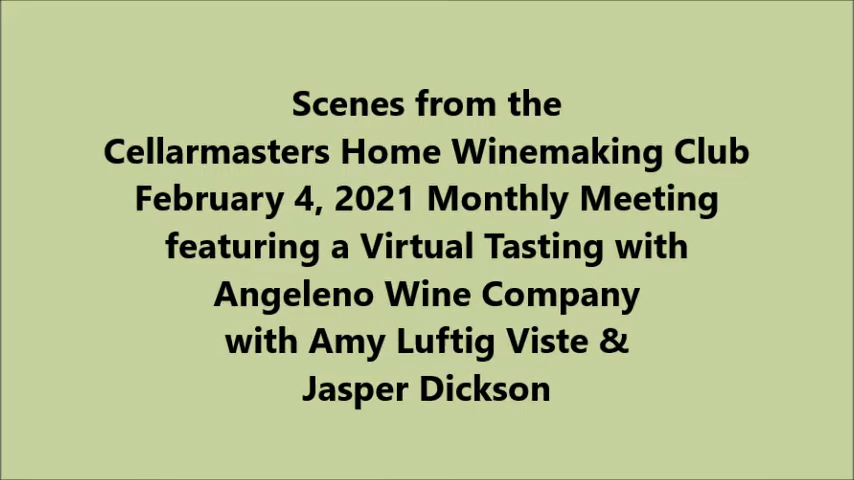 Scenes from the
Cellarmasters Home Winemaking Club
February 4, 2021 Monthly Meeting
featuring a Virtual Tasting with
Angeleno Wine Company
with Amy Luftig Viste &
Jasper Dickson